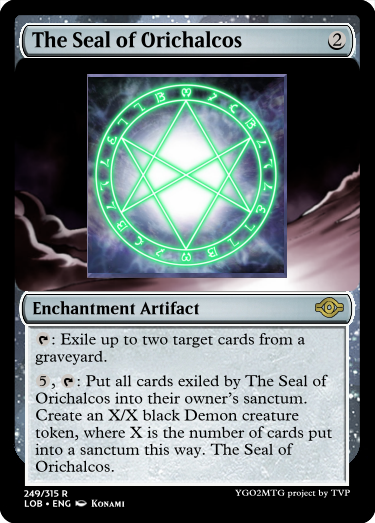 The Seal of Orichalcos 2
Enchantment Artifact
: Exile up to two target cards from a
graveyard.
5, : Put all cards exiled by The Seal of
Orichalcos into their owner's sanctum.
Create an X/X black Demon creature
token, where X is the number of cards put
into a sanctum this way. The Seal of
Orichalcos.
249/315 R
YGO2MTG project by TVP
LOB • ENG Konami